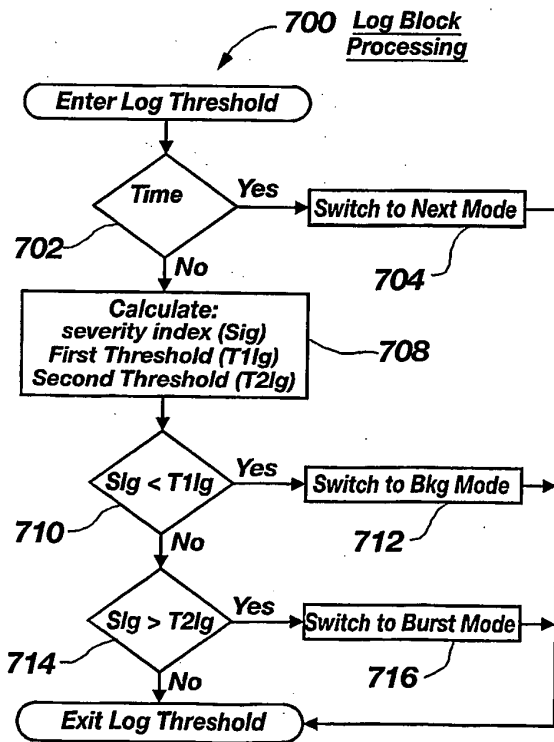 700
Log Block
Processing
Enter Log Threshold
Time
Yes
Switch to Next Mode
702
704
No
Calculate:
severity index (Slg)
First Threshold (T1lg)
Second Threshold (T2lg)
708
Slg < T1lg
Yes
Switch to Bkg Mode
710
712
No
Slg > T2lg
Yes
Switch to Burst Mode
714
716
No
Exit Log Threshold